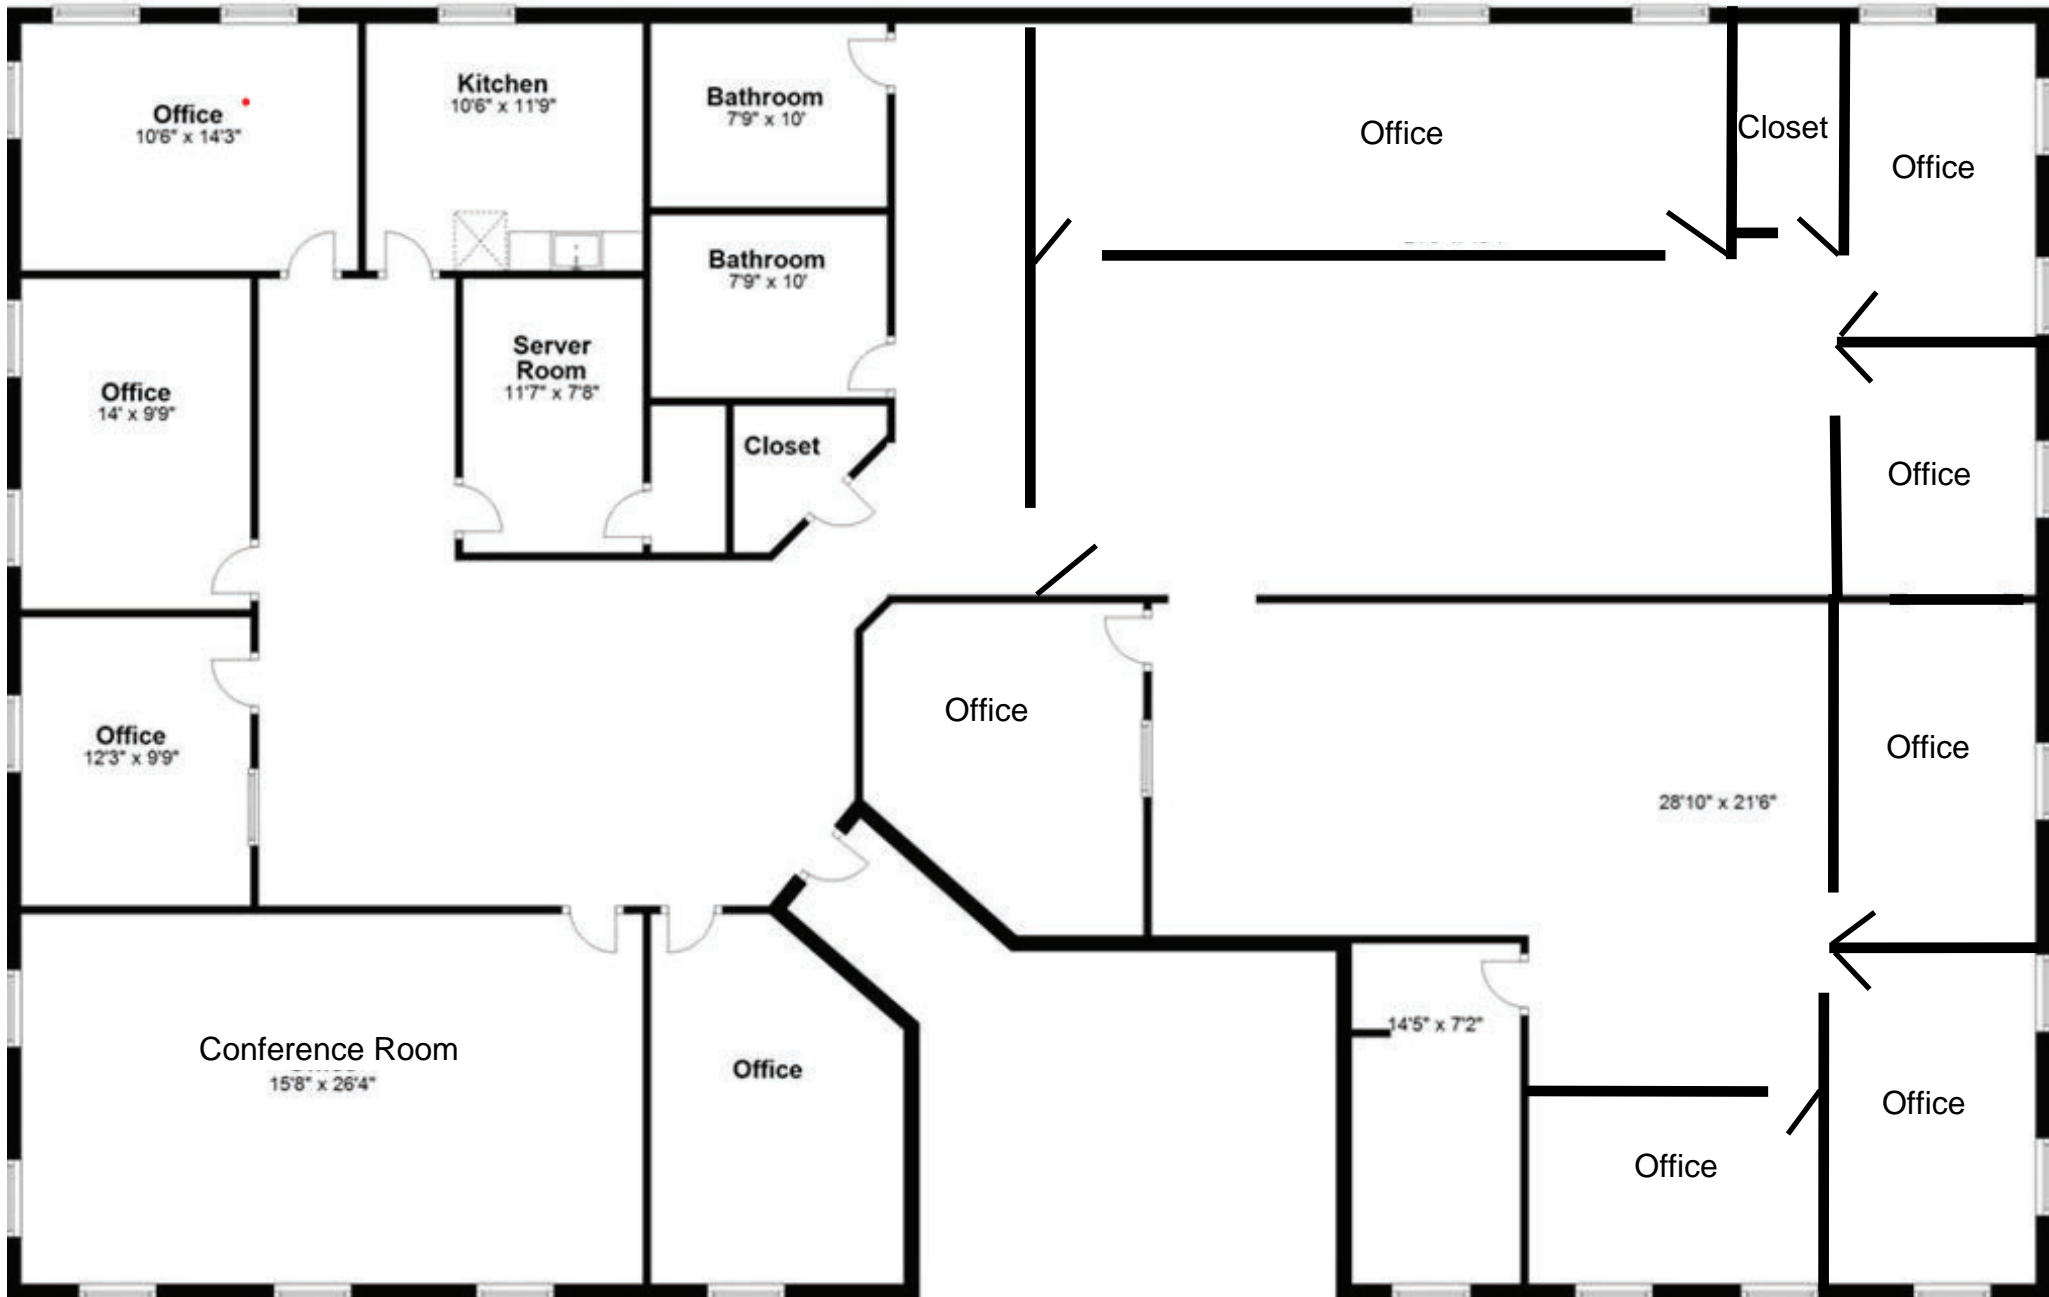 Office
10'6" x 14'3"
Kitchen
10'6" x 11'9"
Bathroom
7'9" x 10'
Office
Closet
Office
Bathroom
7'9" x 10'
Server
Room
11'7" x 7'8"
Office
14' x 9'9"
Closet
Office
Office
12'3" x 9'9"
Office
Office
28'10" x 21'6"
Conference Room
15'8" x 26'4"
Office
14'5" x 7'2"
Office
Office